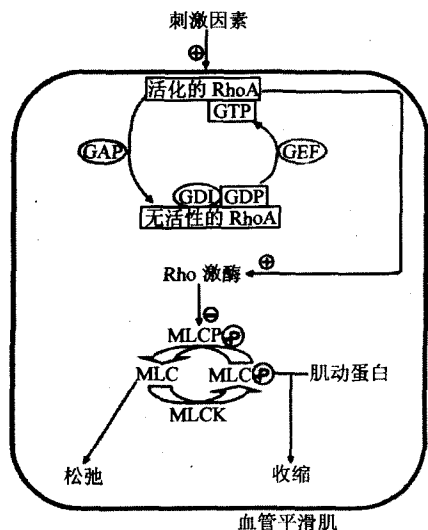 刺激因素
⊕
活化的 RhoA
GTP
GAP
GEF
GDI GDP
无活性的 RhoA
⊕
Rho 激酶
⊖
MLCP P
MLC MLC P 肌动蛋白
MLCK
松弛 收缩
血管平滑肌